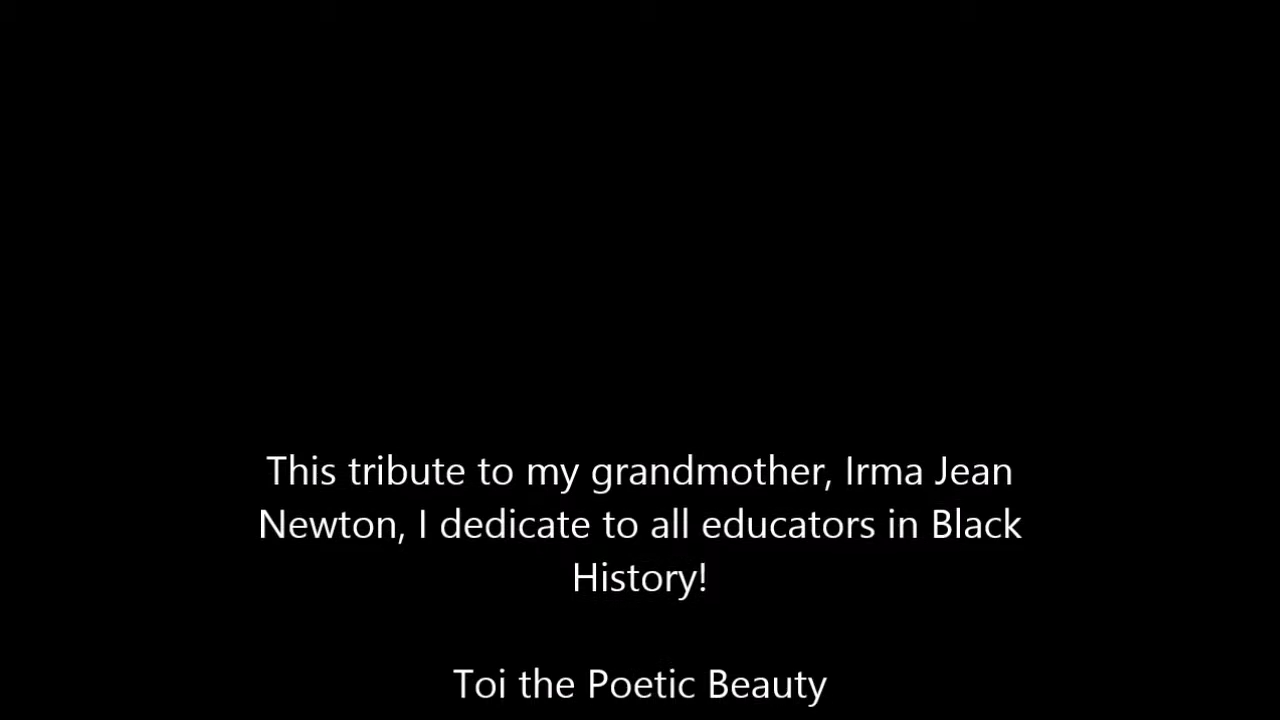 This tribute to my grandmother, Irma Jean
Newton, I dedicate to all educators in Black
History!
Toi the Poetic Beauty